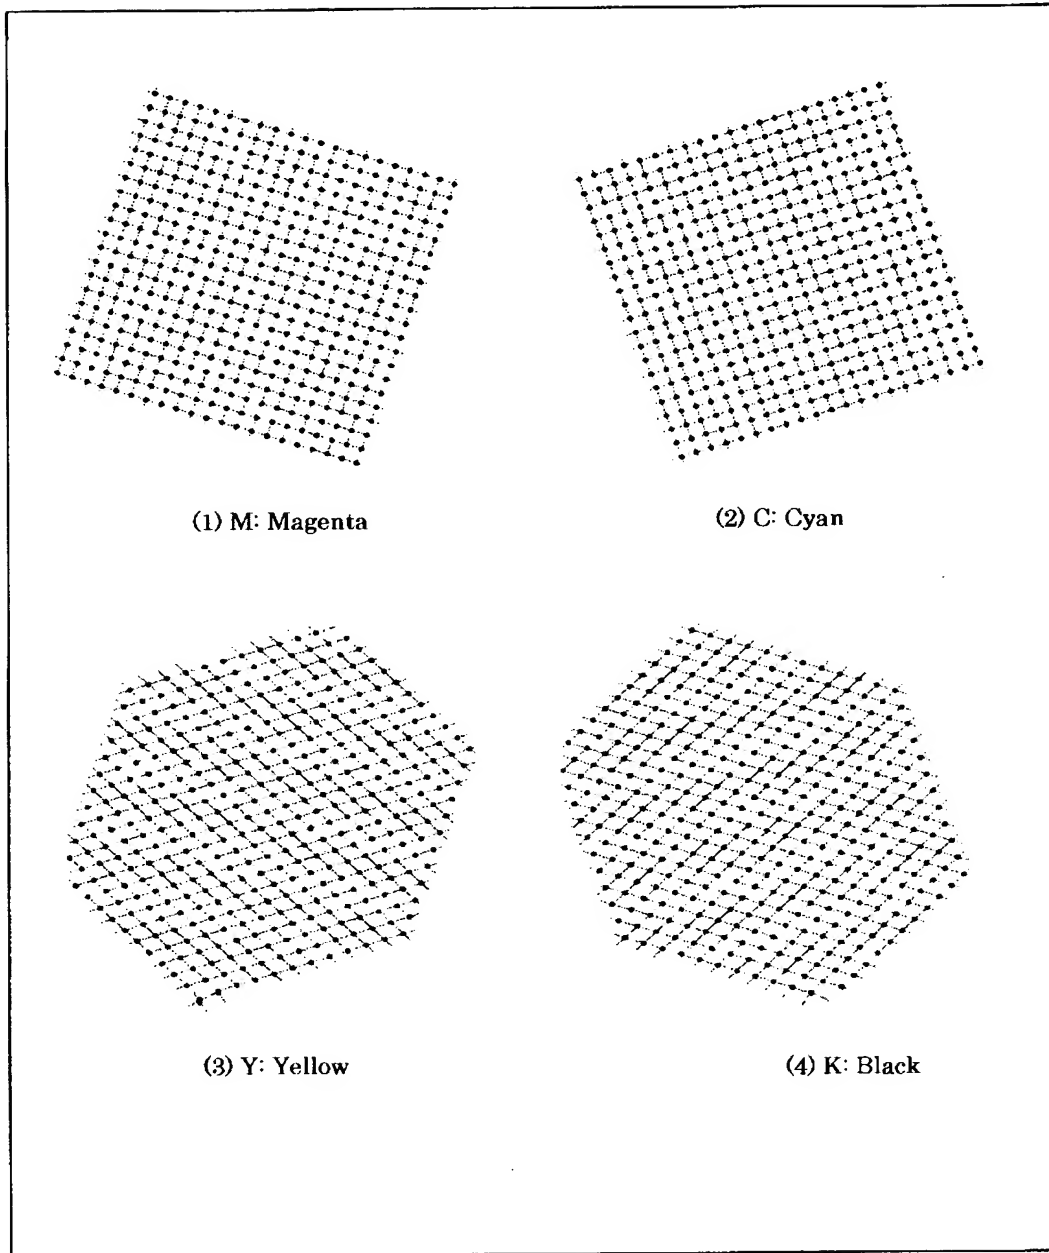 (1) M: Magenta
(2) C: Cyan
(3) Y: Yellow
(4) K: Black